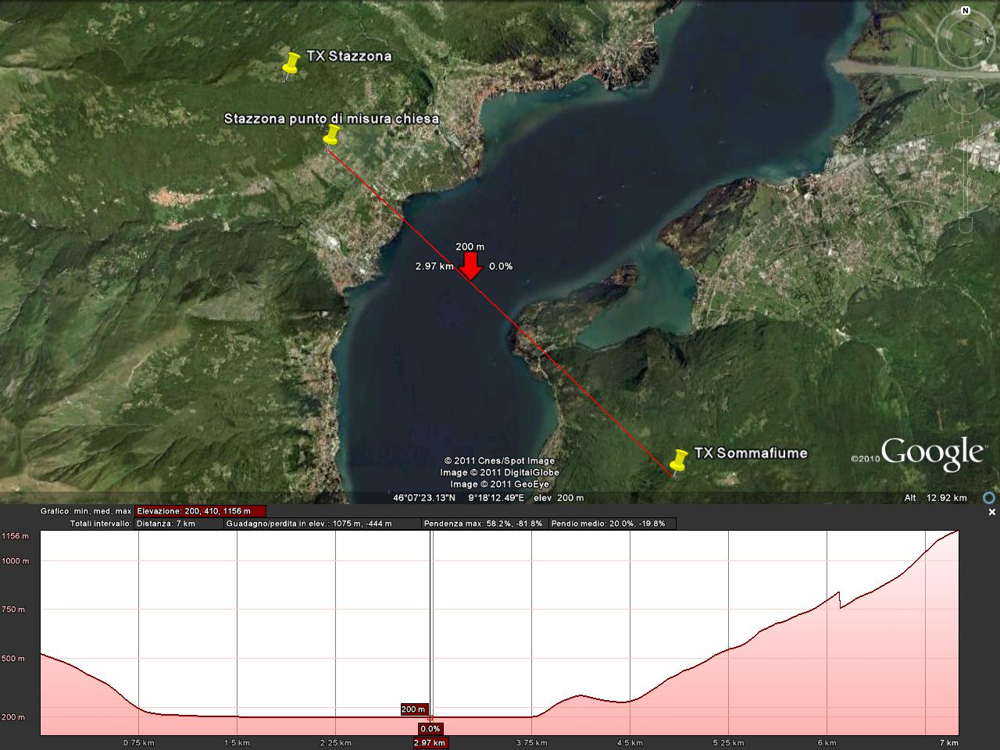 N
TX Stazzona
Stazzona punto di misura chiesa
200 m
2.97 km 0.0%
TX Sommafiume
© 2011 Cnes/Spot Image
Image © 2011 DigitalGlobe
Image © 2011 GeoEye
©2010 Google™
46°07'23.13"N 9°18'12.49"E elev 200 m
Alt 12.92 km
Grafico: min, med, max Elevazione: 200, 410, 1156 m
Totali intervallo: Distanza: 7 km Guadagno/perdita in elev.: 1075 m, -444 m Pendenza max: 58.2%, -81.8% Pendio medio: 20.0%, -19.8%
1156 m
1000 m
750 m
500 m
200 m
200 m
0.0%
0.75 km 1.5 km 2.25 km 2.97 km 3.75 km 4.5 km 5.25 km 6 km 7 km